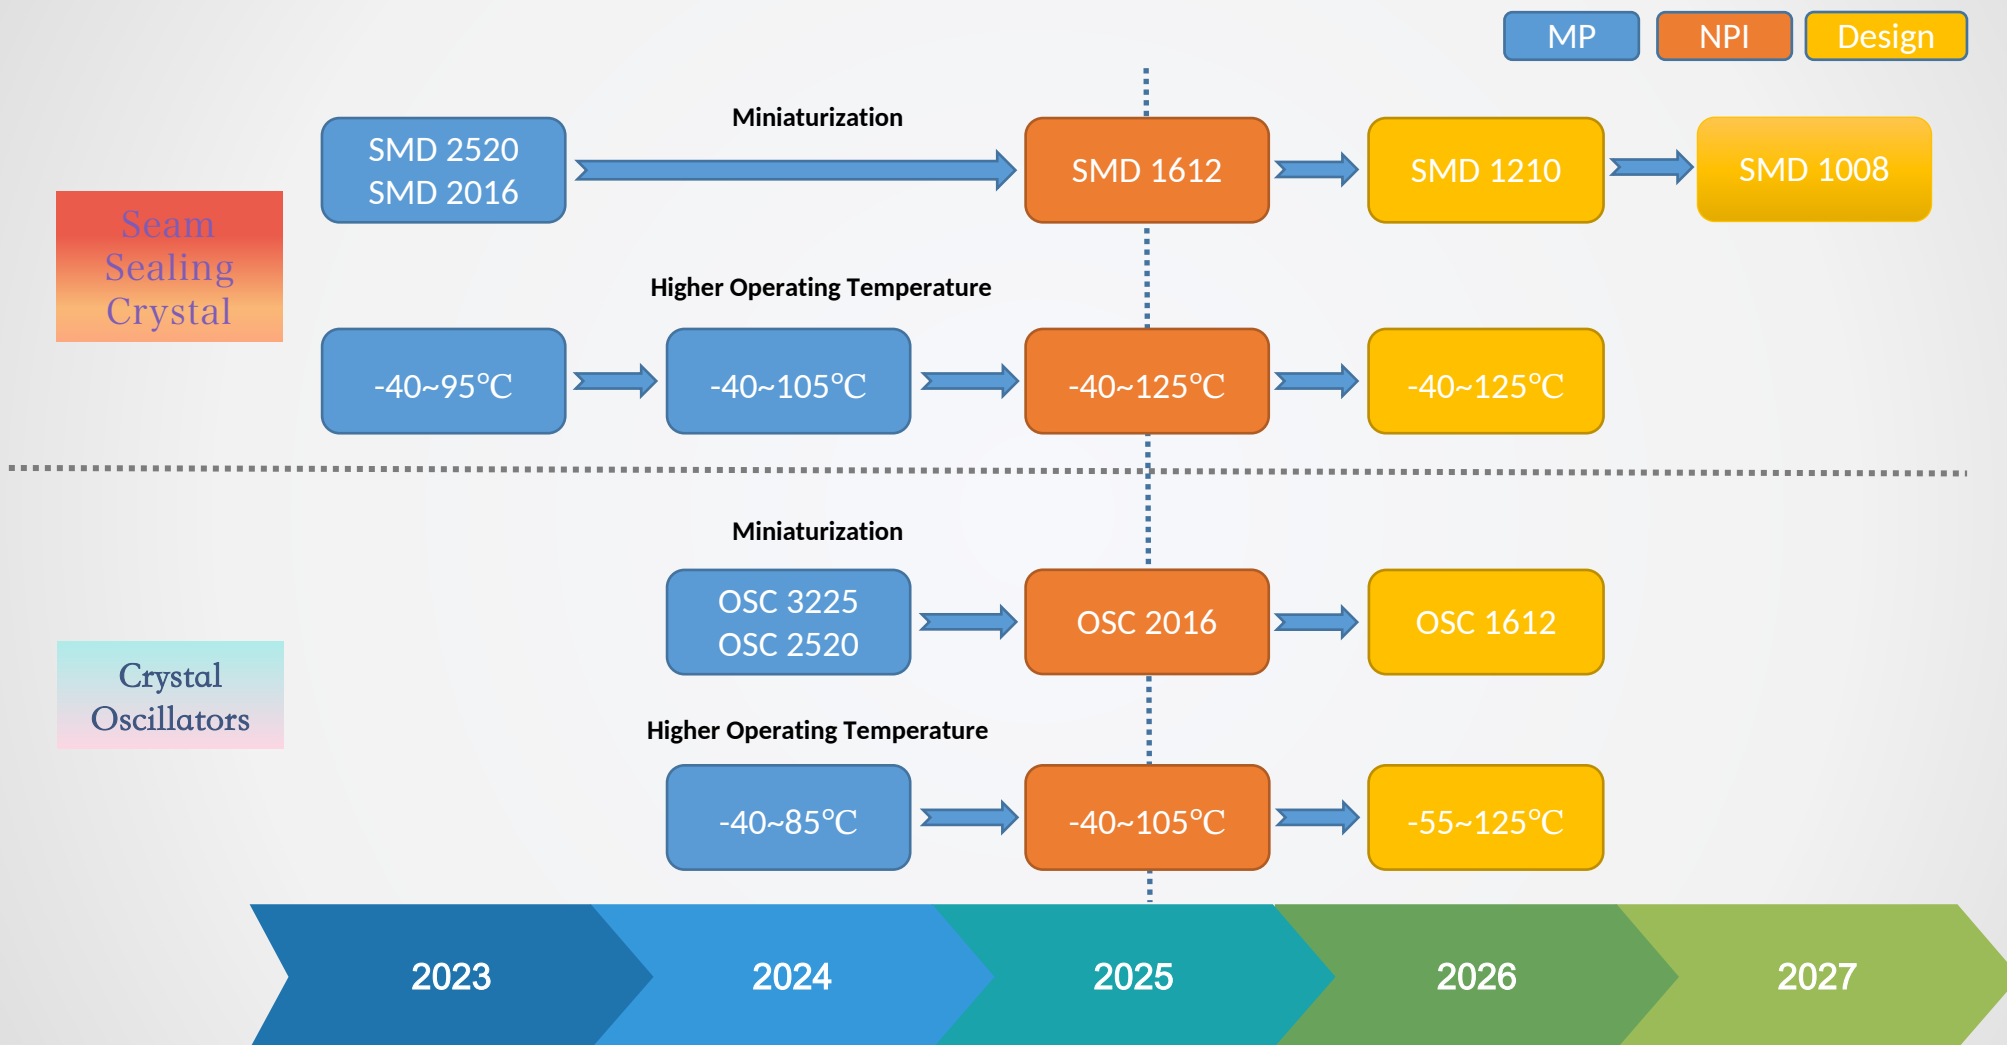 MP
NPI
Design
Miniaturization
SMD 2520
SMD 2016
SMD 1612
SMD 1210
SMD 1008
Seam
Sealing
Crystal
Higher Operating Temperature
-40~95℃
-40~105℃
-40~125℃
-40~125℃
Miniaturization
OSC 3225
OSC 2520
OSC 2016
OSC 1612
Crystal
Oscillators
Higher Operating Temperature
-40~85℃
-40~105℃
-55~125℃
2023
2024
2025
2026
2027